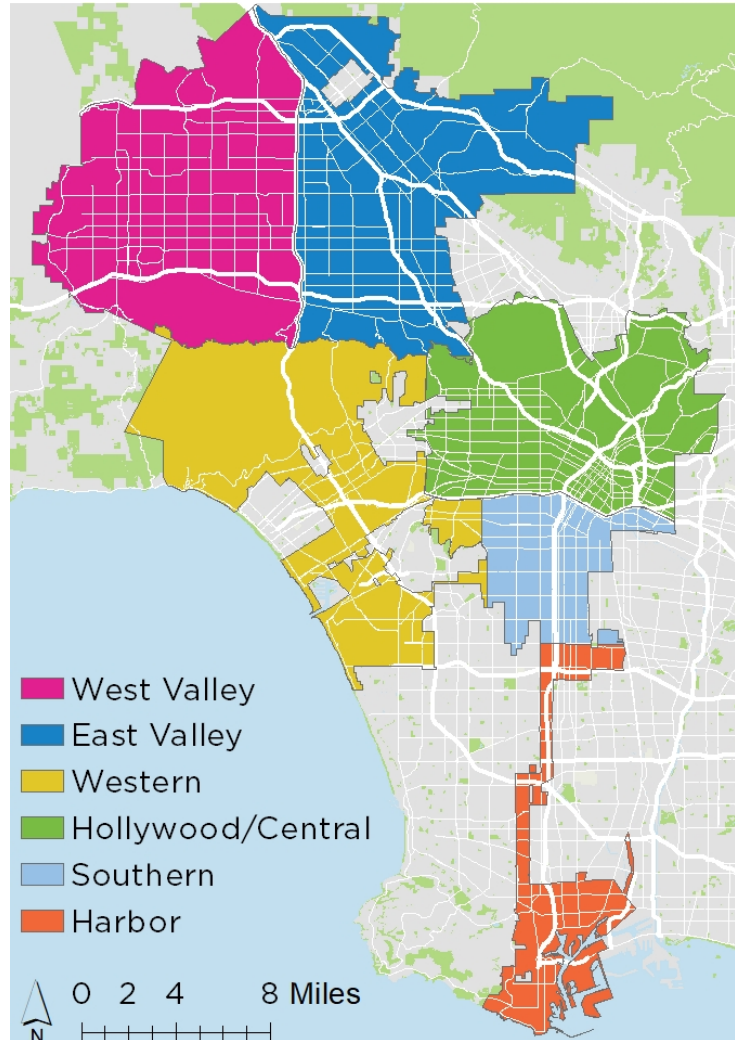 West Valley
East Valley
Western
Hollywood/Central
Southern
Harbor
0 2 4 8 Miles
N